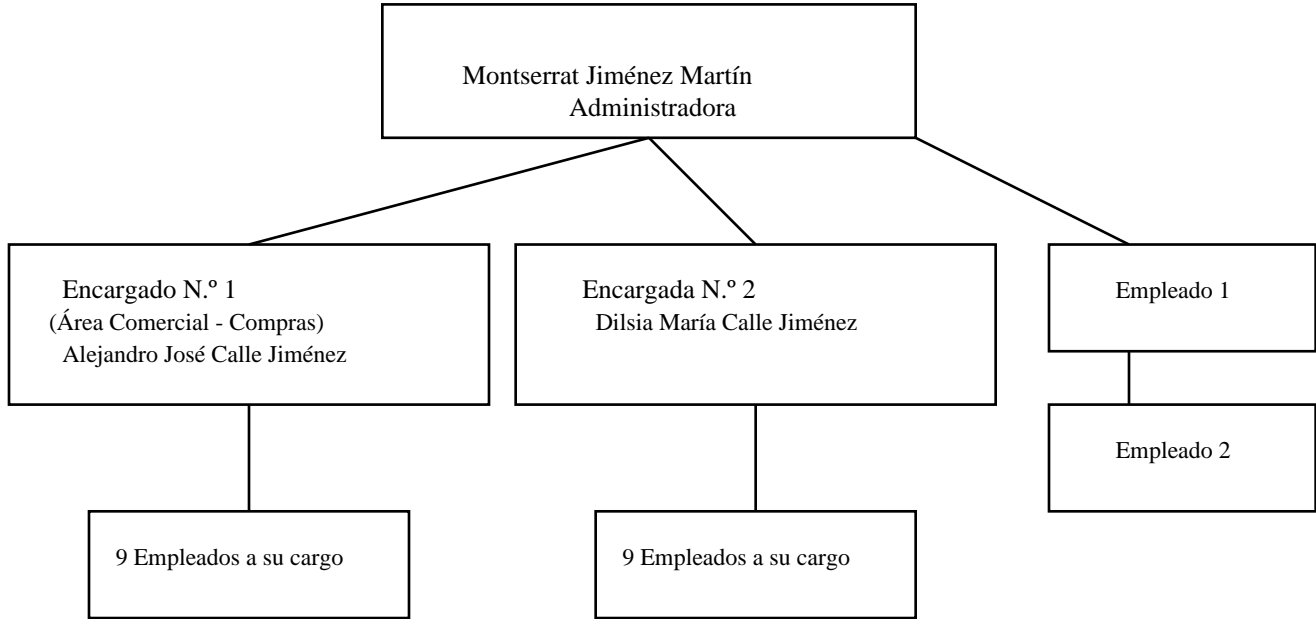 Montserrat Jiménez Martín
Administradora
Encargado N.º 1
(Área Comercial - Compras)
Alejandro José Calle Jiménez
Encargada N.º 2
Dilsia María Calle Jiménez
Empleado 1
Empleado 2
9 Empleados a su cargo
9 Empleados a su cargo